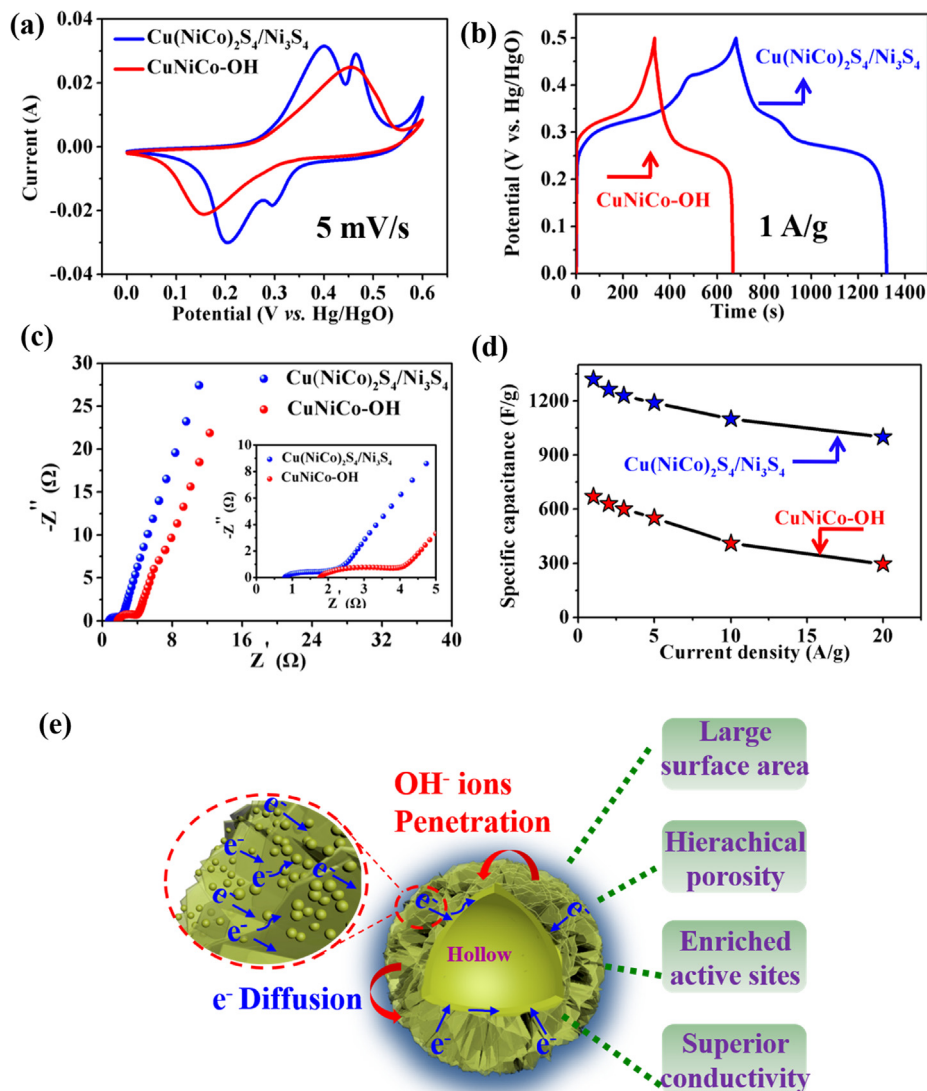 (a)
Cu(NiCo)₂S₄/Ni₃S₄
CuNiCo-OH
Current (A)
0.04
0.02
0.00
-0.02
-0.04
5 mV/s
0.0 0.1 0.2 0.3 0.4 0.5 0.6
Potential (V vs. Hg/HgO)
(b)
Potential (V vs. Hg/HgO)
0.5
0.4
0.3
0.2
0.1
0.0
Cu(NiCo)₂S₄/Ni₃S₄
CuNiCo-OH
1 A/g
0 200 400 600 800 1000 1200 1400
Time (s)
(c)
-Z'' (Ω)
30
25
20
15
10
5
0
Cu(NiCo)₂S₄/Ni₃S₄
CuNiCo-OH
-Z'' (Ω)
10
8
6
4
2
0
Cu(NiCo)₂S₄/Ni₃S₄
CuNiCo-OH
0 1 2 3 4 5
Z' (Ω)
0 8 16 24 32 40
Z' (Ω)
(d)
Specific capacitance (F/g)
1200
900
600
300
0
Cu(NiCo)₂S₄/Ni₃S₄
CuNiCo-OH
0 5 10 15 20
Current density (A/g)
(e)
OH⁻ ions
Penetration
e⁻
e⁻
e⁻
e⁻
e⁻
e⁻
e⁻
e⁻
Hollow
e⁻ Diffusion
e⁻
e⁻
Large
surface area
Hierachical
porosity
Enriched
active sites
Superior
conductivity